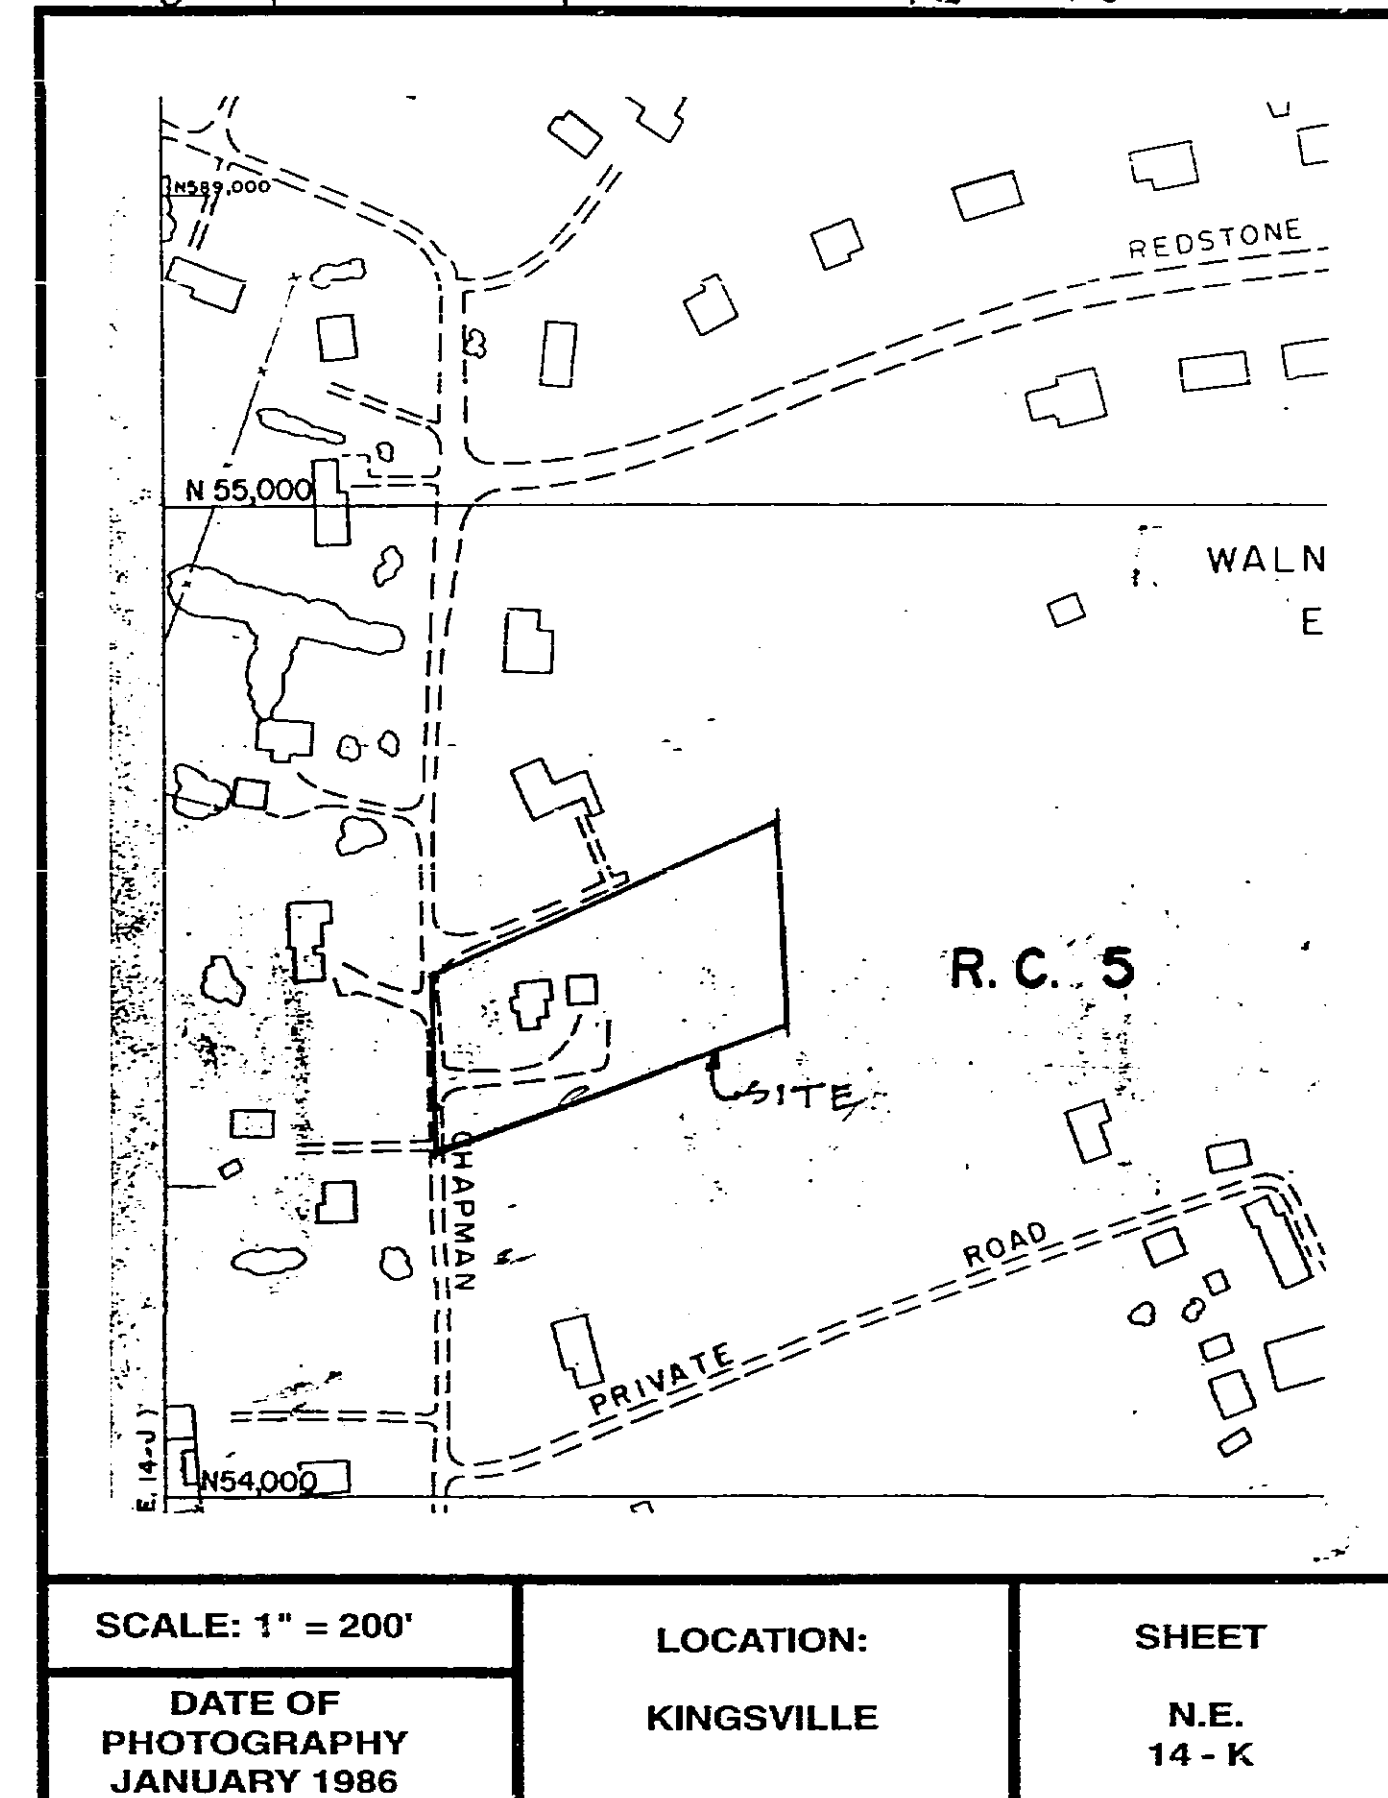 N589,000
REDSTONE
N 55,000
WALN
E
R.C. 5
SITE
CHAPMAN
ROAD
PRIVATE
E. 14-J )
N54,000
SCALE: 1" = 200'
LOCATION:
SHEET
DATE OF
PHOTOGRAPHY
JANUARY 1986
KINGSVILLE
N.E.
14 - K